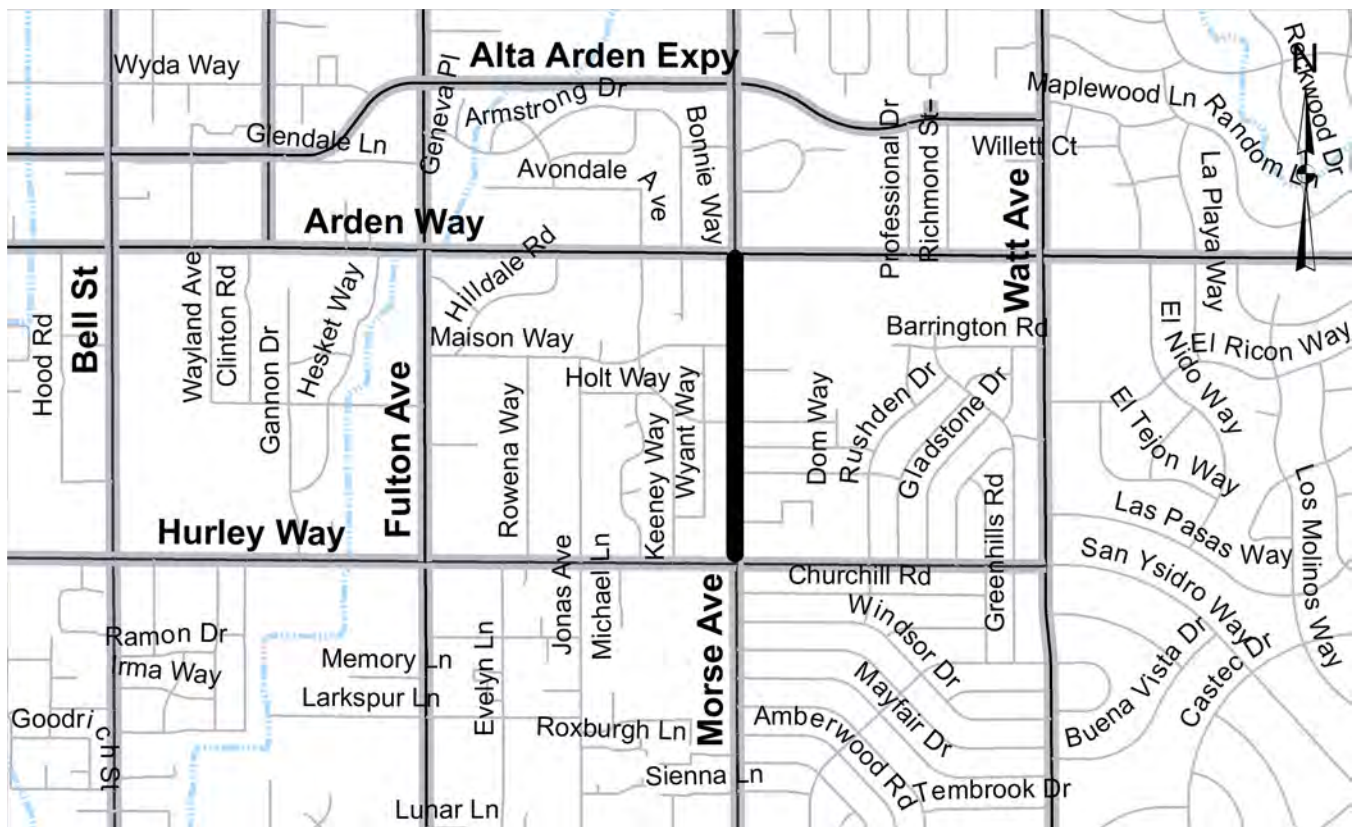 Alta Arden Expy
Wyda Way
Geneva Pl
Armstrong Dr
Glendale Ln
Avondale
Ave
Bonnie Way
Professional Dr
Richmond St
Maplewood Ln
Random Ln
Rockwood Dr
N
Willett Ct
La Playa Way
Arden Way
Watt Ave
Hood Rd
Bell St
Wayland Ave
Clinton Rd
Gannon Dr
Hesket Way
Fulton Ave
Hilldale Rd
Maison Way
Holt Way
Rowena Way
Keeney Way
Wyant Way
Dom Way
Rushden Dr
Gladstone Dr
Barrington Rd
Greenhills Rd
El Nido Way
El Ricon Way
El Tejon Way
Las Pasas Way
Los Molinos Way
Hurley Way
Jonas Ave
Michael Ln
Morse Ave
Churchill Rd
Windsor Dr
San Ysidro Way
Buena Vista Dr
Castec Dr
Ramon Dr
Irma Way
Memory Ln
Larkspur Ln
Evelyn Ln
Roxburgh Ln
Mayfair Dr
Amberwood Rd
Goodrich St
Sienna Ln
Tembrook Dr
Lunar Ln